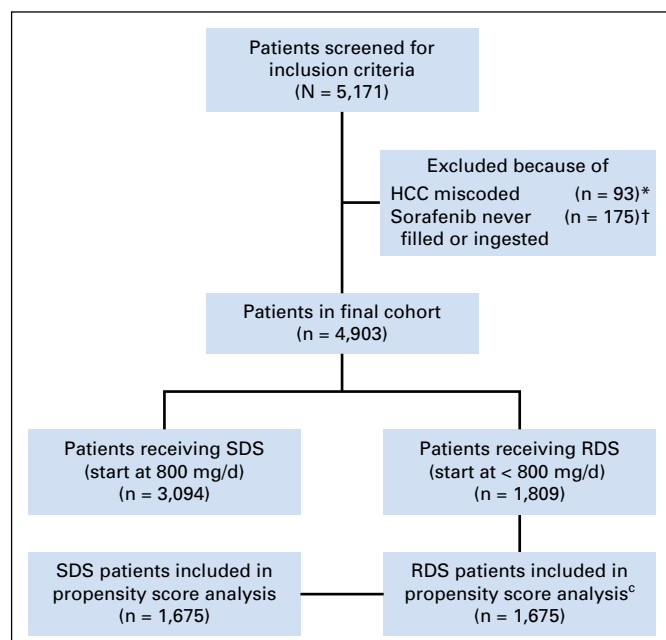 Patients screened for
inclusion criteria
(N = 5,171)
Excluded because of
HCC miscoded (n = 93)*
Sorafenib never (n = 175)†
filled or ingested
Patients in final cohort
(n = 4,903)
Patients receiving SDS
(start at 800 mg/d)
(n = 3,094)
Patients receiving RDS
(start at < 800 mg/d)
(n = 1,809)
SDS patients included in
propensity score analysis
(n = 1,675)
RDS patients included in
propensity score analysisᶜ
(n = 1,675)